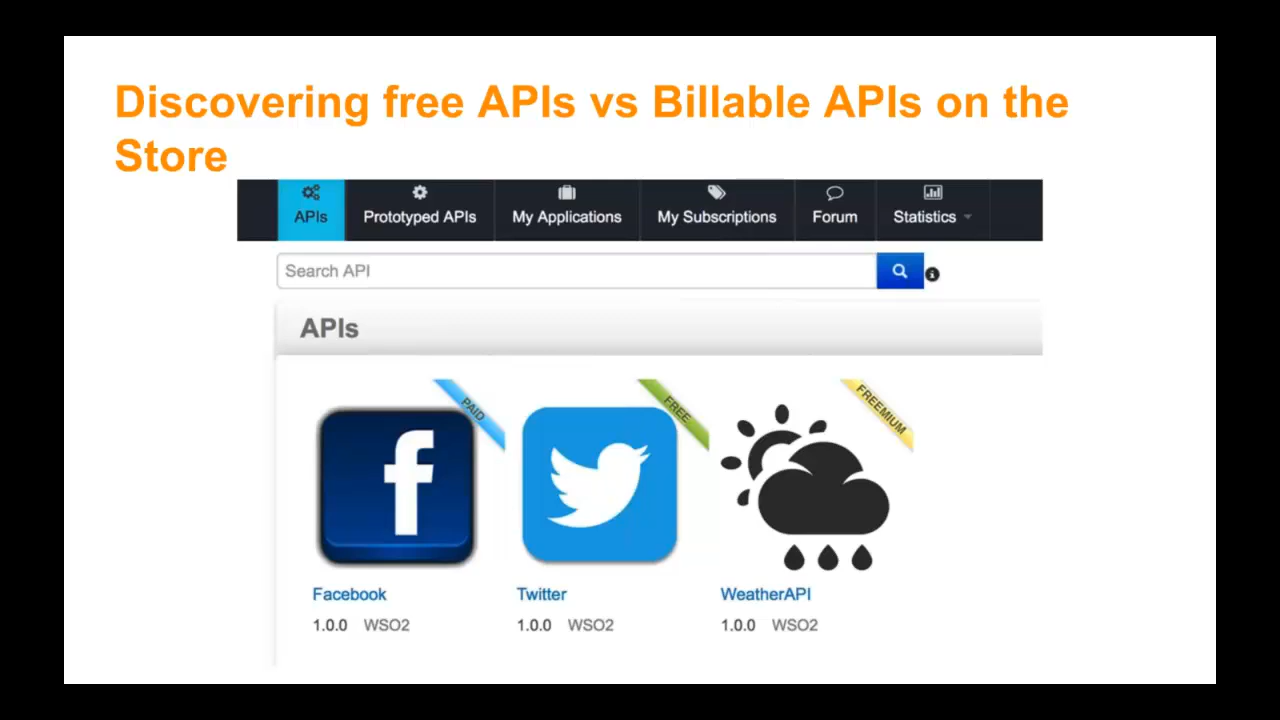 Discovering free APIs vs Billable APIs on the
Store
APIs Prototyped APIs My Applications My Subscriptions Forum Statistics
Search API
APIs
PAID FREE FREEMIUM
Facebook Twitter WeatherAPI
1.0.0 WSO2 1.0.0 WSO2 1.0.0 WSO2